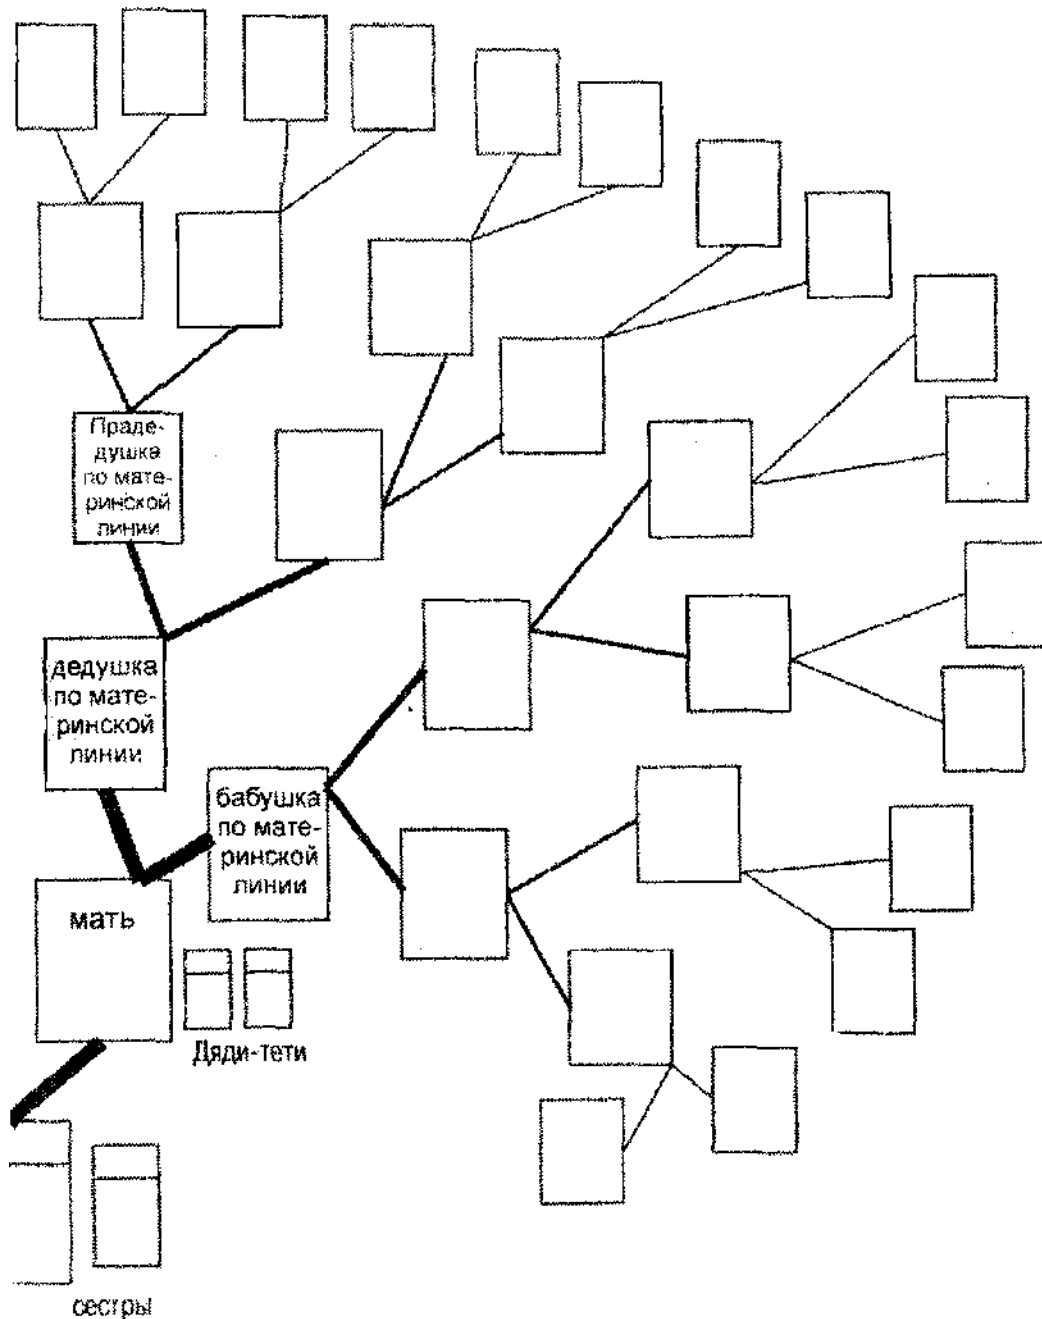 Праде-
душка
по мате-
ринской
линии
дедушка
по мате-
ринской
линии
бабушка
по мате-
ринской
линии
мать
Дяди-тети
сестры